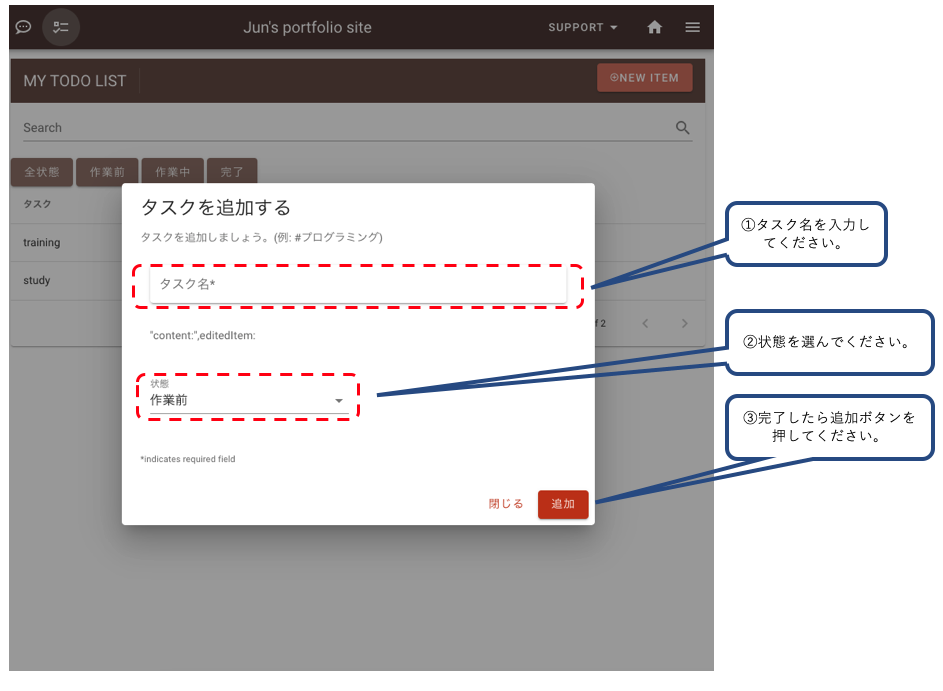 Jun's portfolio site
SUPPORT
MY TODO LIST
NEW ITEM
Search
全状態
作業前
作業中
完了
タスク
training
study
f 2
タスクを追加する
タスクを追加しましょう。(例: #プログラミング)
タスク名*
"content:",editedItem:
状態
作業前
*indicates required field
閉じる
追加
①タスク名を入力し
てください。
②状態を選んでください。
③完了したら追加ボタンを
押してください。